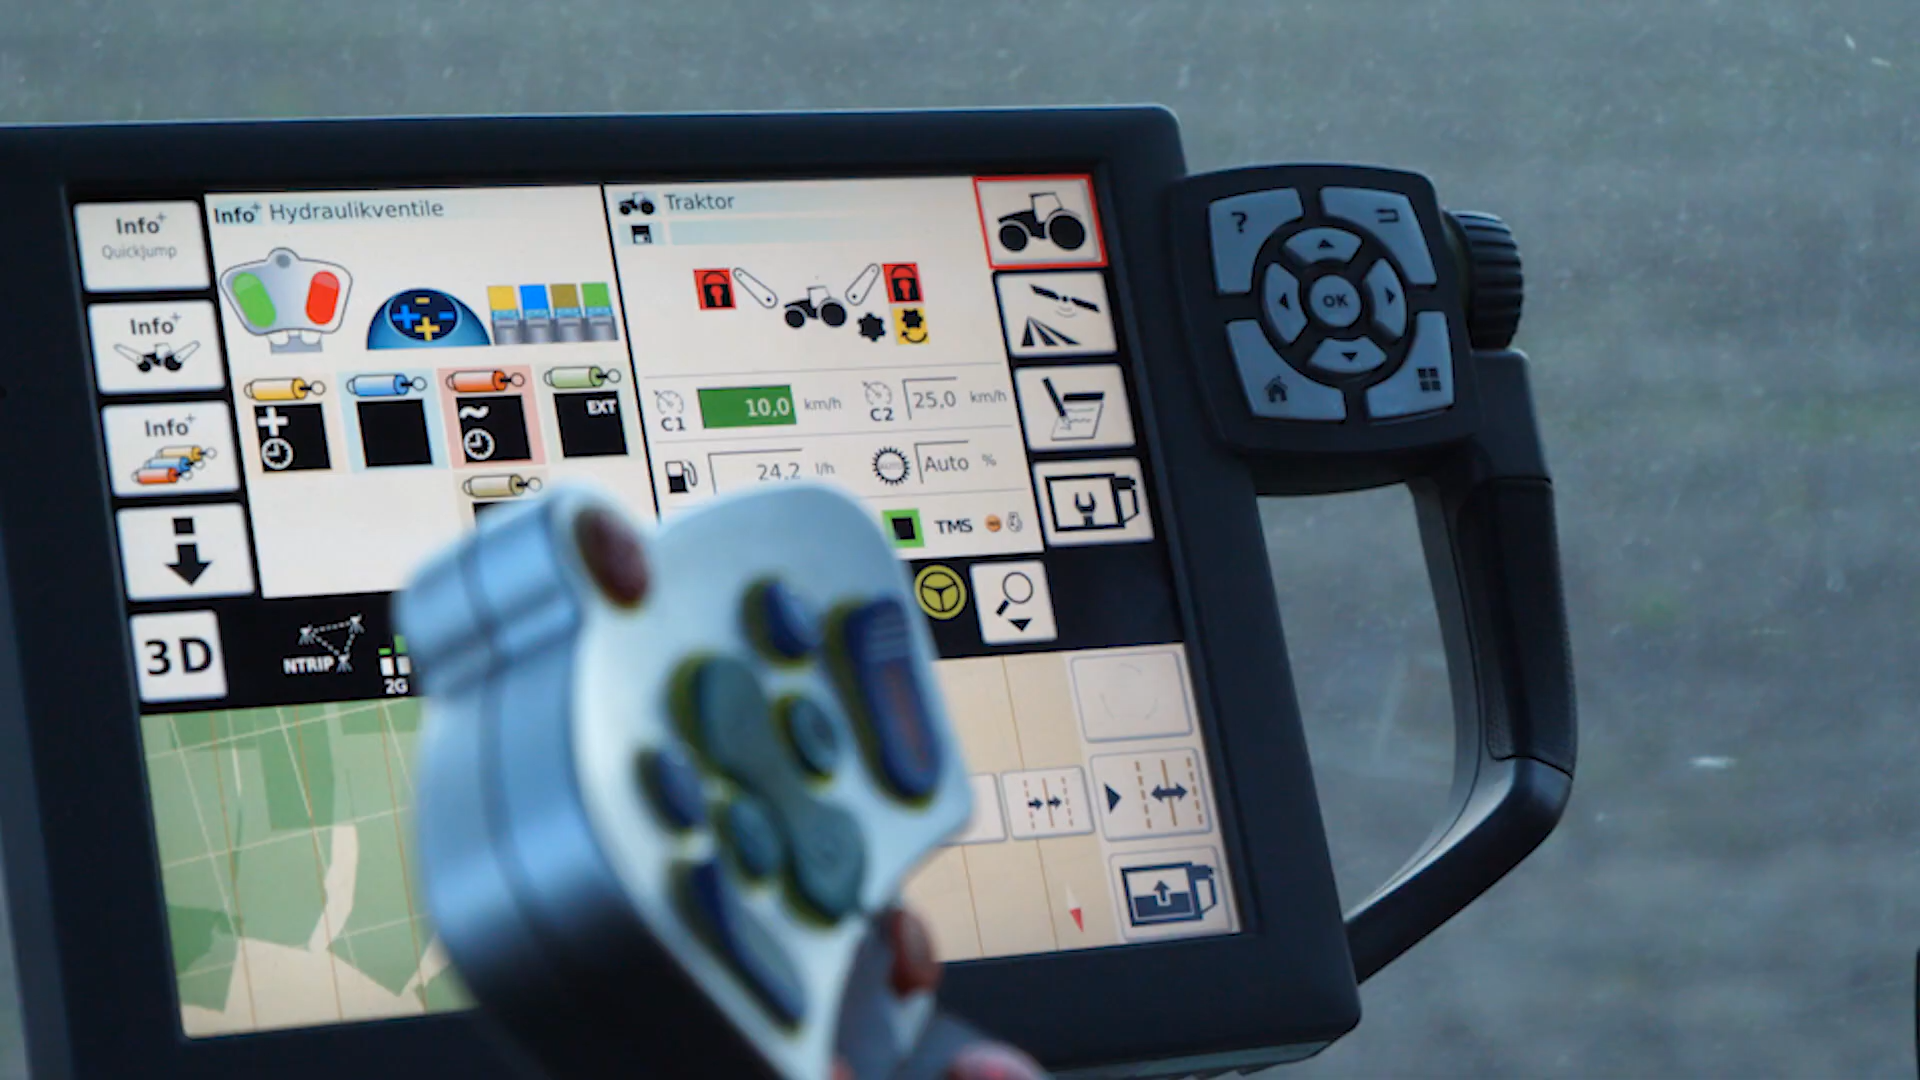 Info+
QuickJump
Info+
Info+
3D
Info+ Hydraulikventile
EXT
Traktor
C1 10,0 km/h C2 25,0 km/h
24,2 l/h Auto %
TMS
NTRIP
2G
?
OK